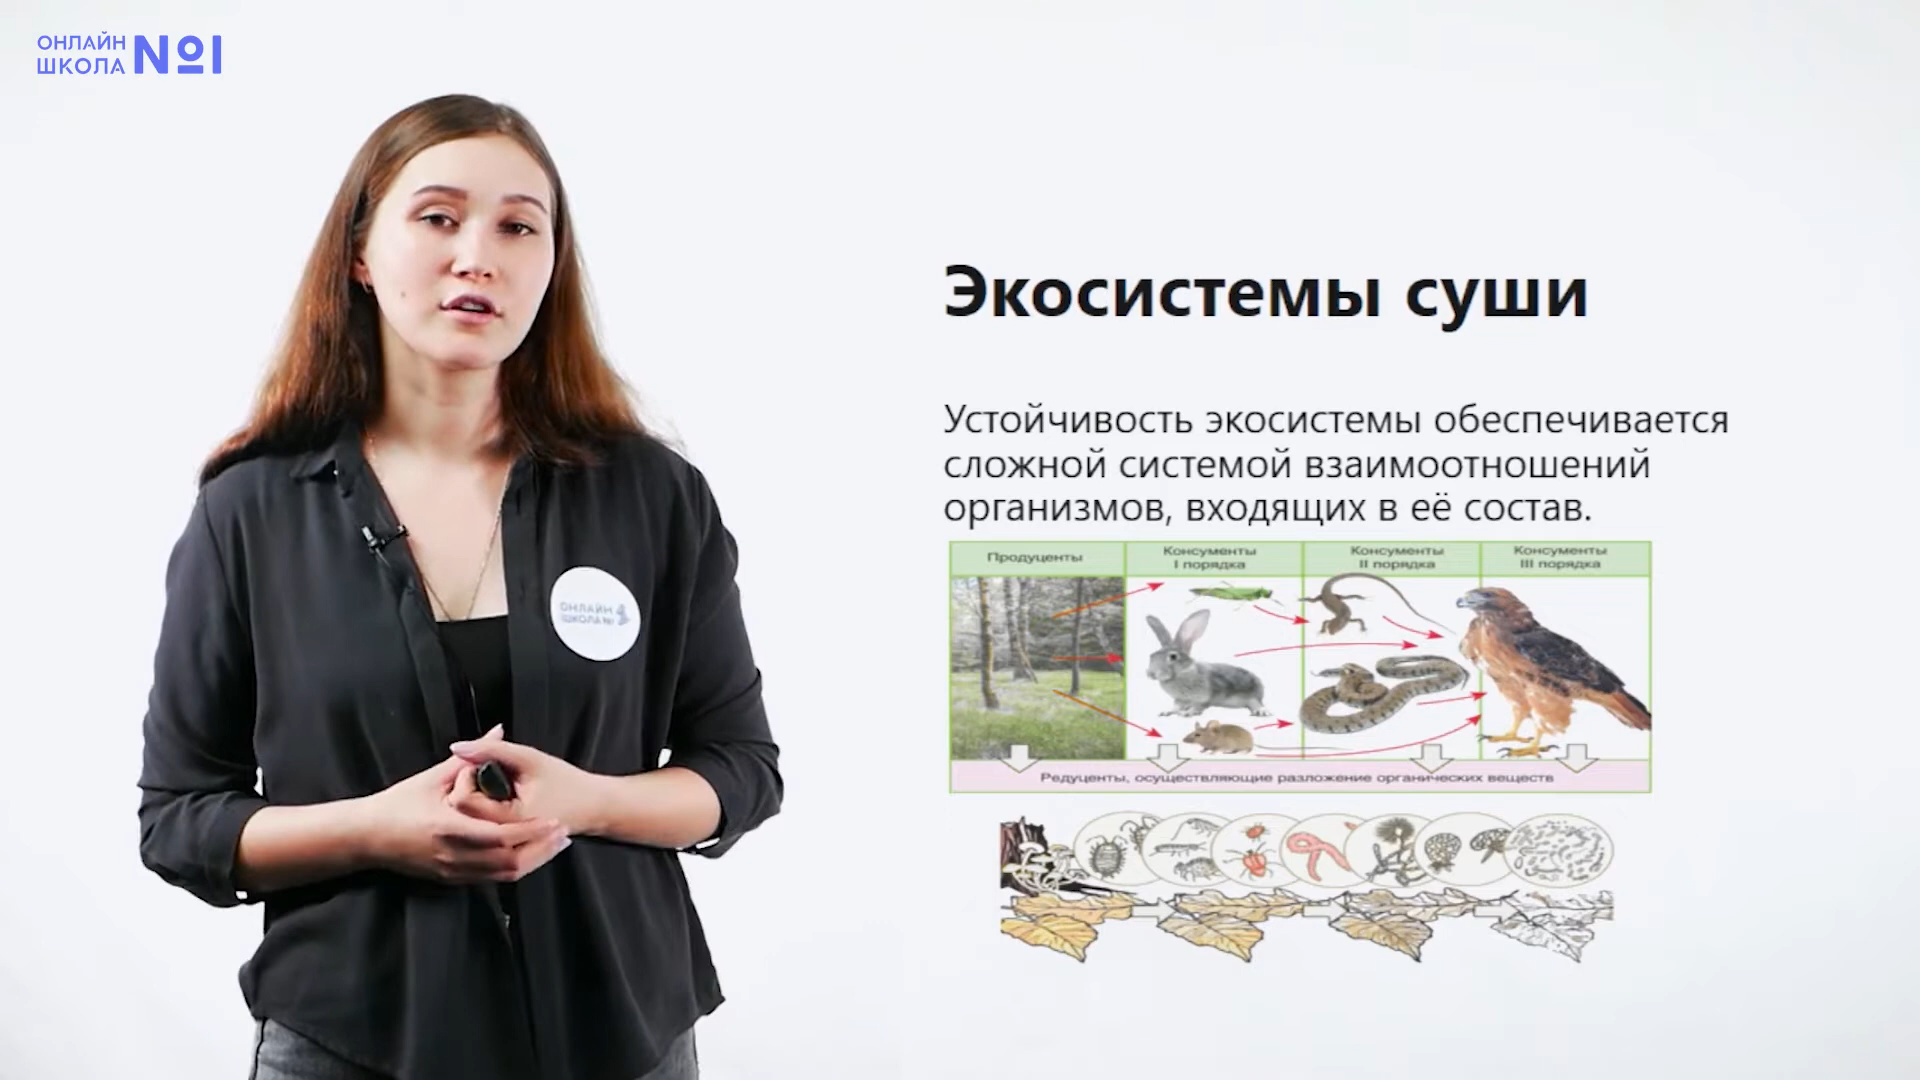 ОНЛАЙН
ШКОЛА №1
Экосистемы суши
Устойчивость экосистемы обеспечивается
сложной системой взаимоотношений
организмов, входящих в её состав.
Продуценты
Консументы
I порядка
Консументы
II порядка
Консументы
III порядка
Редуценты, осуществляющие разложение органических веществ
ОНЛАЙН
ШКОЛА №1